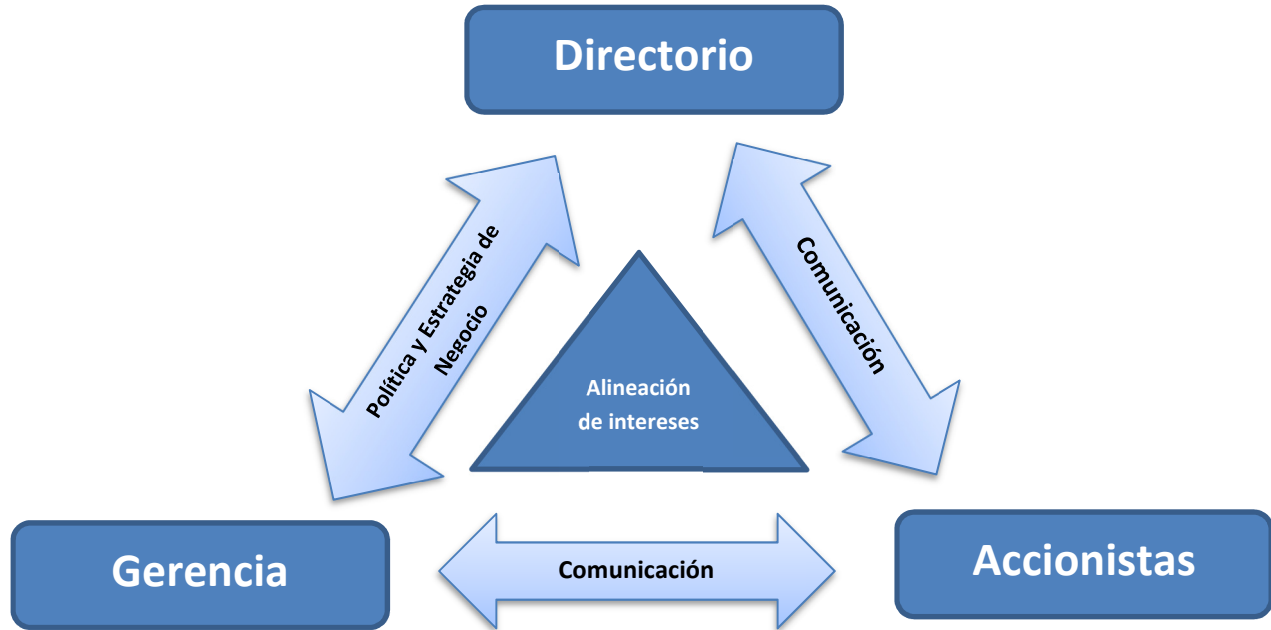 Directorio
Política y Estrategia de
Negocio
Comunicación
Alineación
de intereses
Gerencia
Comunicación
Accionistas